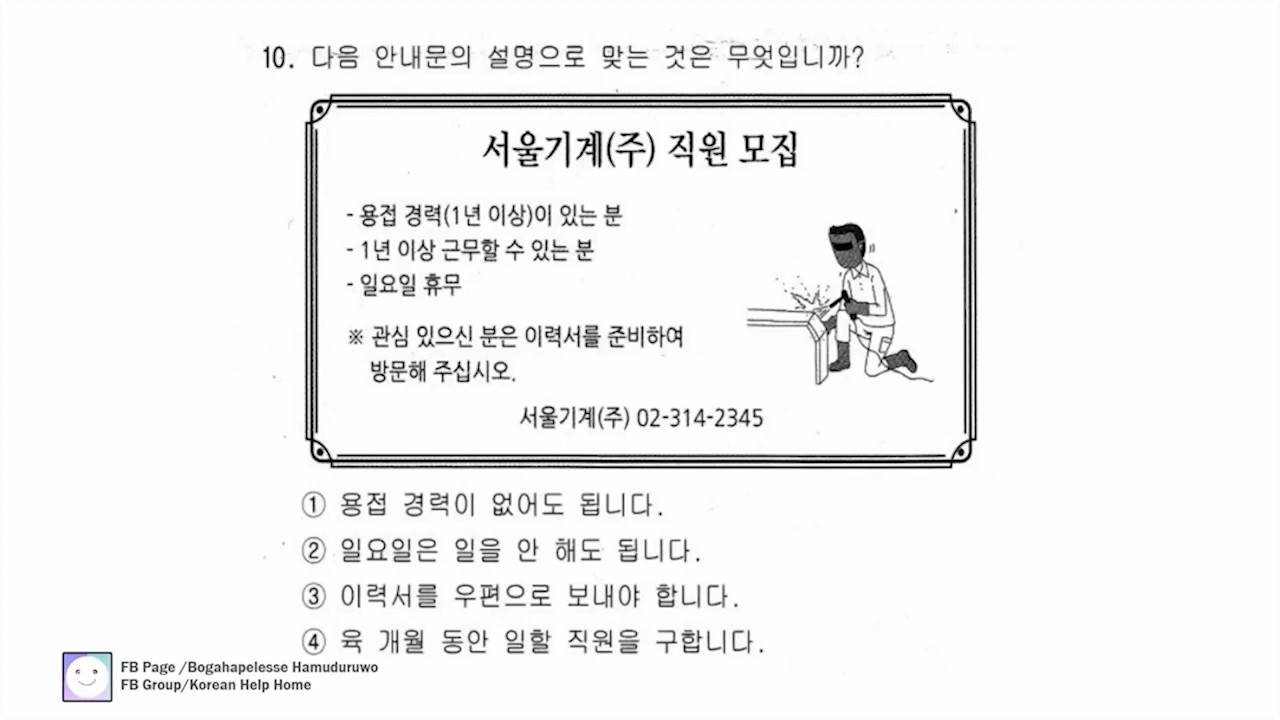 10. 다음 안내문의 설명으로 맞는 것은 무엇입니까?
서울기계(주) 직원 모집
- 용접 경력(1년 이상)이 있는 분
- 1년 이상 근무할 수 있는 분
- 일요일 휴무
※ 관심 있으신 분은 이력서를 준비하여
방문해 주십시오.
서울기계(주) 02-314-2345
① 용접 경력이 없어도 됩니다.
② 일요일은 일을 안 해도 됩니다.
③ 이력서를 우편으로 보내야 합니다.
④ 육 개월 동안 일할 직원을 구합니다.
FB Page /Bogahapelesse Hamuduruwo
FB Group/Korean Help Home